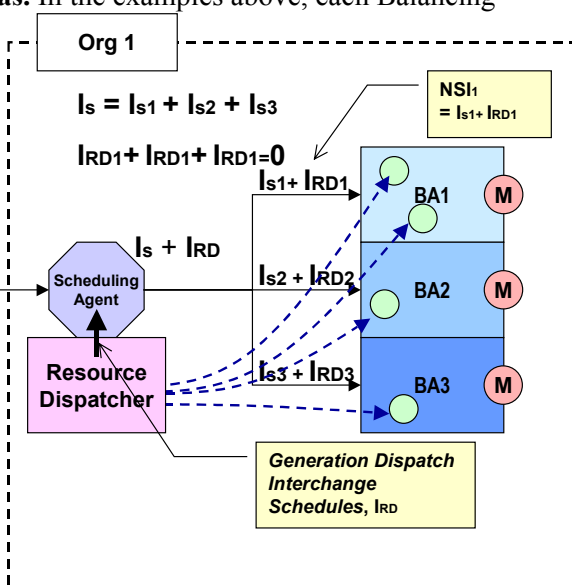 as. In the examples above, each Balancing
Org 1
Is = Is1 + Is2 + Is3
IRD1+ IRD1+ IRD1=0
NSI1
= Is1+ IRD1
Is1+ IRD1
BA1
M
Is + IRD
Scheduling
Agent
Is2 + IRD2
BA2
M
Resource
Dispatcher
Is3 + IRD3
BA3
M
Generation Dispatch
Interchange
Schedules, IRD